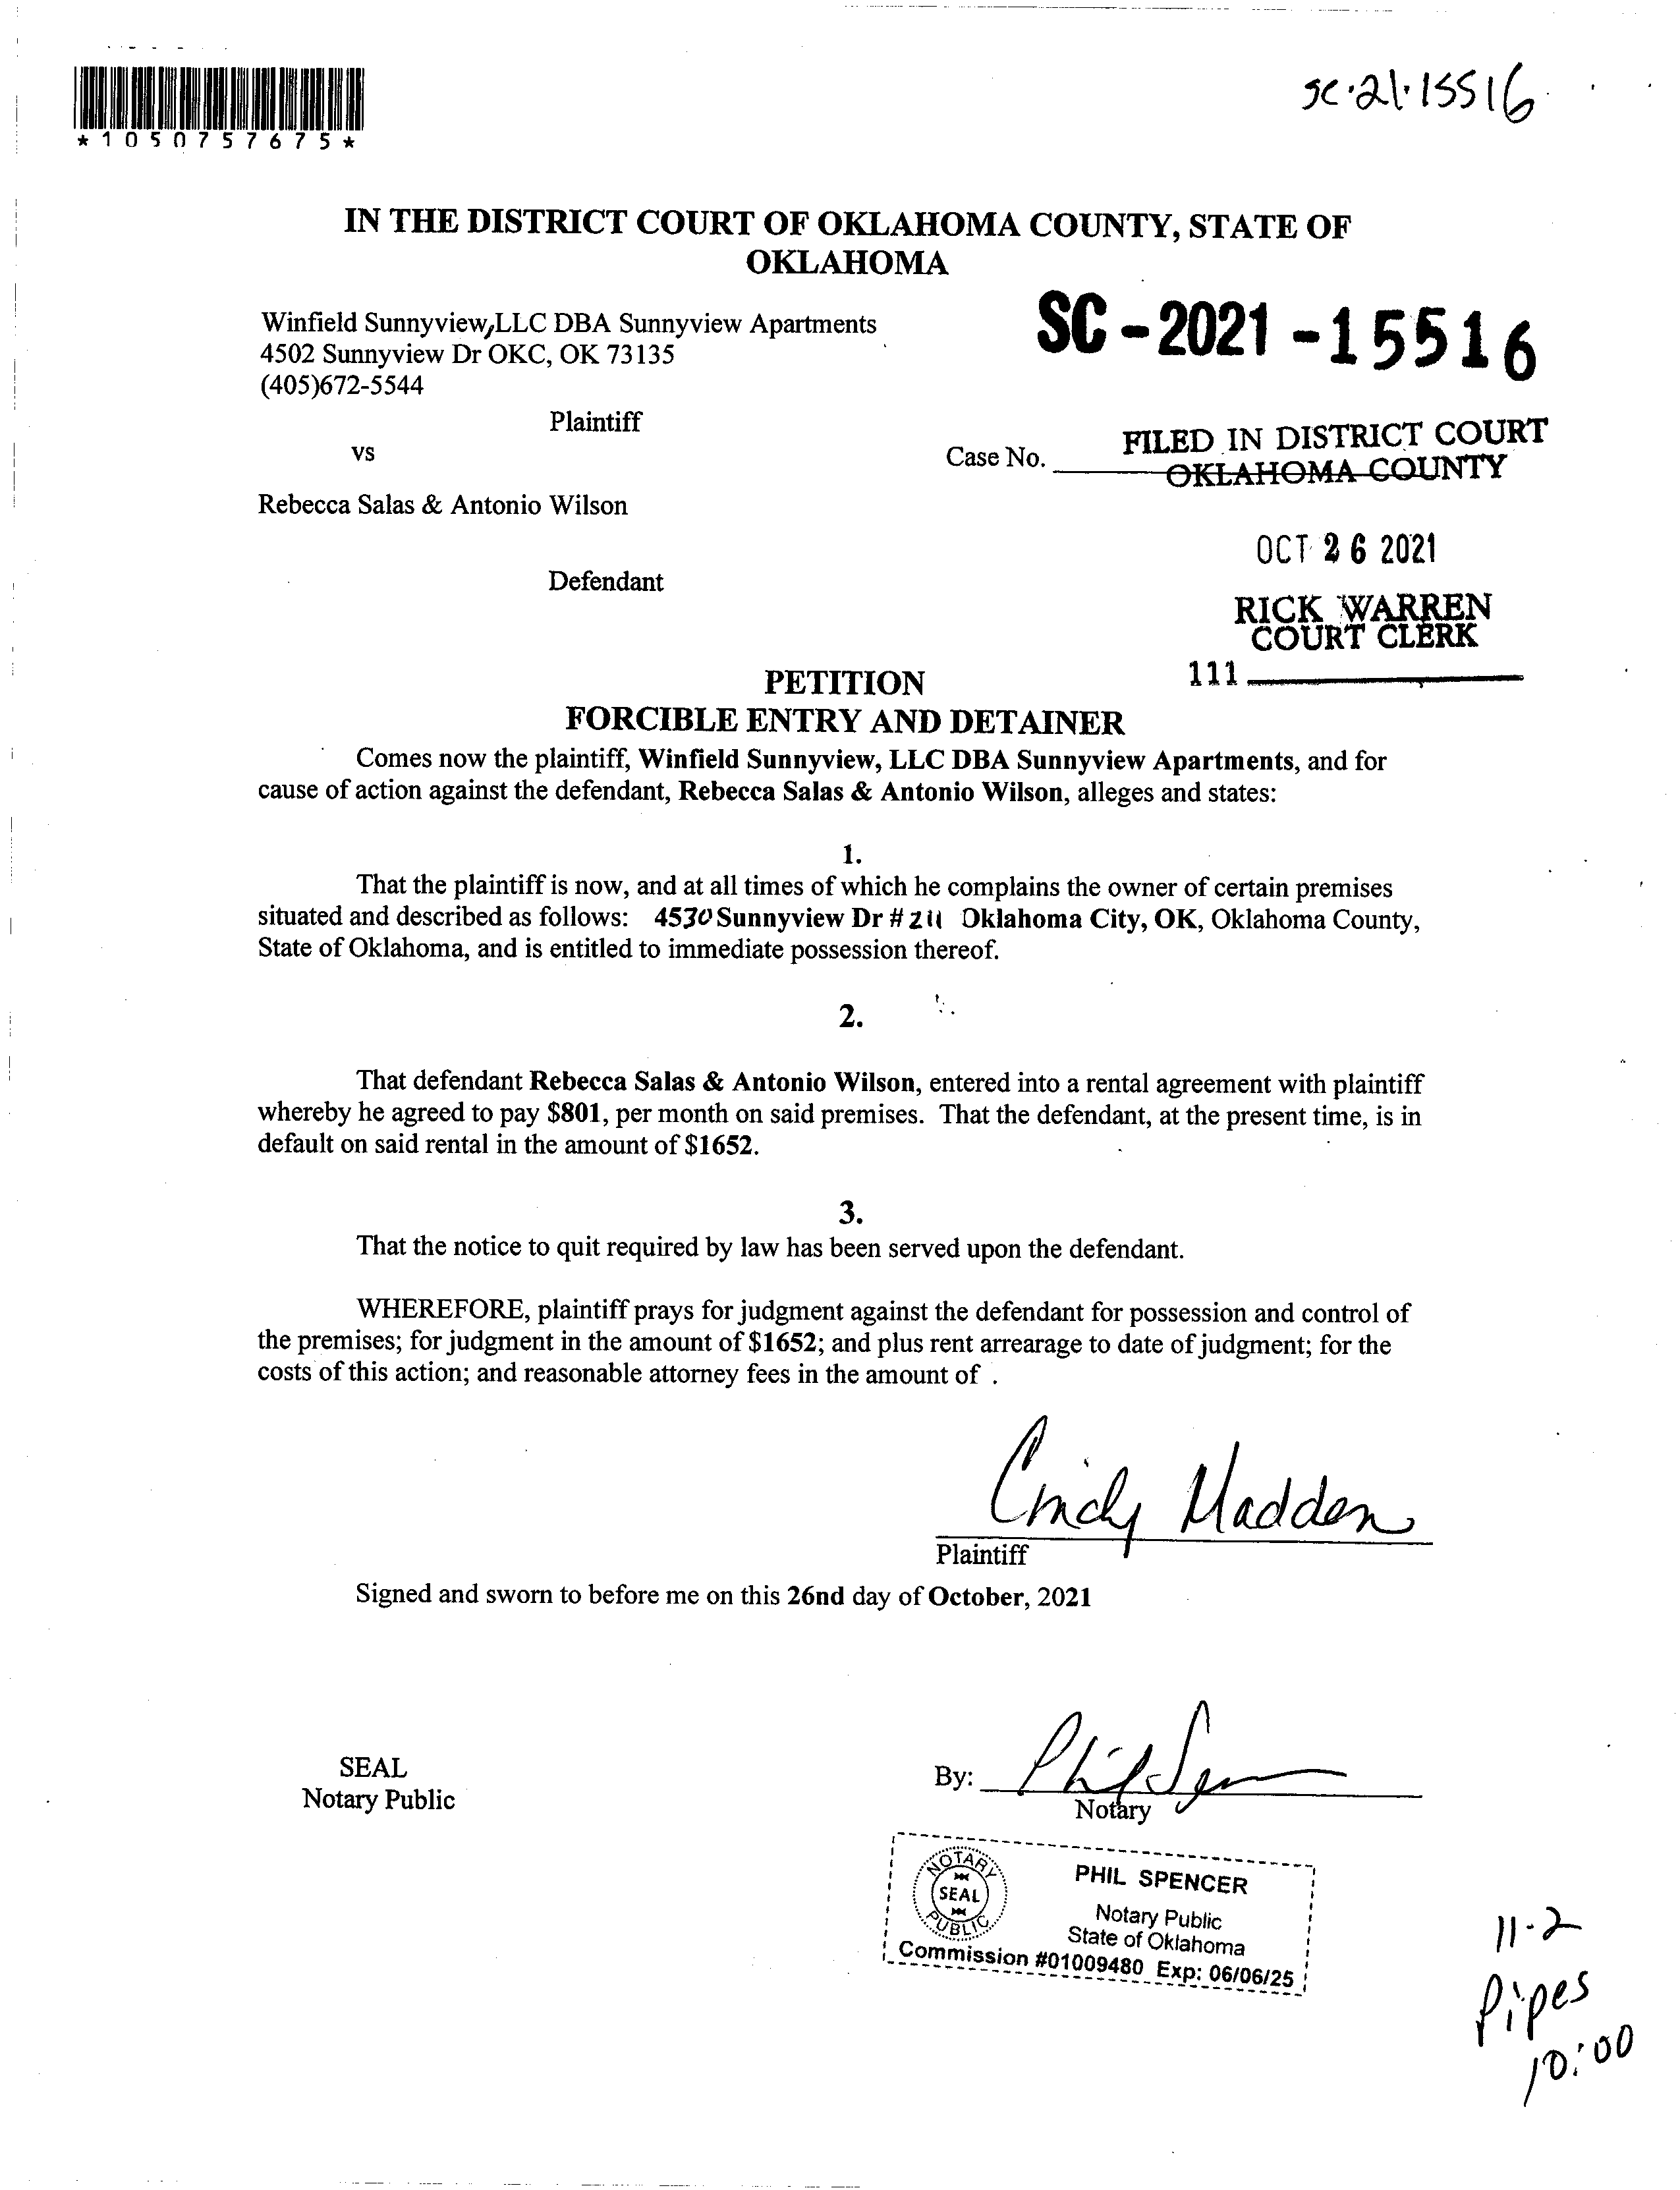 *1050757675*
SC·21·15516
IN THE DISTRICT COURT OF OKLAHOMA COUNTY, STATE OF
OKLAHOMA
Winfield Sunnyview,LLC DBA Sunnyview Apartments
4502 Sunnyview Dr OKC, OK 73135
(405)672-5544
SC-2021-15516
Plaintiff
vs
Case No.
FILED IN DISTRICT COURT
OKLAHOMA COUNTY
Rebecca Salas & Antonio Wilson
OCT 26 2021
Defendant
RICK WARREN
COURT CLERK
111
PETITION
FORCIBLE ENTRY AND DETAINER
Comes now the plaintiff, Winfield Sunnyview, LLC DBA Sunnyview Apartments, and for
cause of action against the defendant, Rebecca Salas & Antonio Wilson, alleges and states:
1.
That the plaintiff is now, and at all times of which he complains the owner of certain premises
situated and described as follows: 4530 Sunnyview Dr # 211 Oklahoma City, OK, Oklahoma County,
State of Oklahoma, and is entitled to immediate possession thereof.
2.
That defendant Rebecca Salas & Antonio Wilson, entered into a rental agreement with plaintiff
whereby he agreed to pay $801, per month on said premises. That the defendant, at the present time, is in
default on said rental in the amount of $1652.
3.
That the notice to quit required by law has been served upon the defendant.
WHEREFORE, plaintiff prays for judgment against the defendant for possession and control of
the premises; for judgment in the amount of $1652; and plus rent arrearage to date of judgment; for the
costs of this action; and reasonable attorney fees in the amount of .
Cindy Madden
Plaintiff
Signed and sworn to before me on this 26nd day of October, 2021
SEAL
Notary Public
By: Phil Spencer
Notary
NOTARY
SEAL
PUBLIC
PHIL SPENCER
Notary Public
State of Oklahoma
Commission #01009480 Exp: 06/06/25
11-2
Pipes
10:00